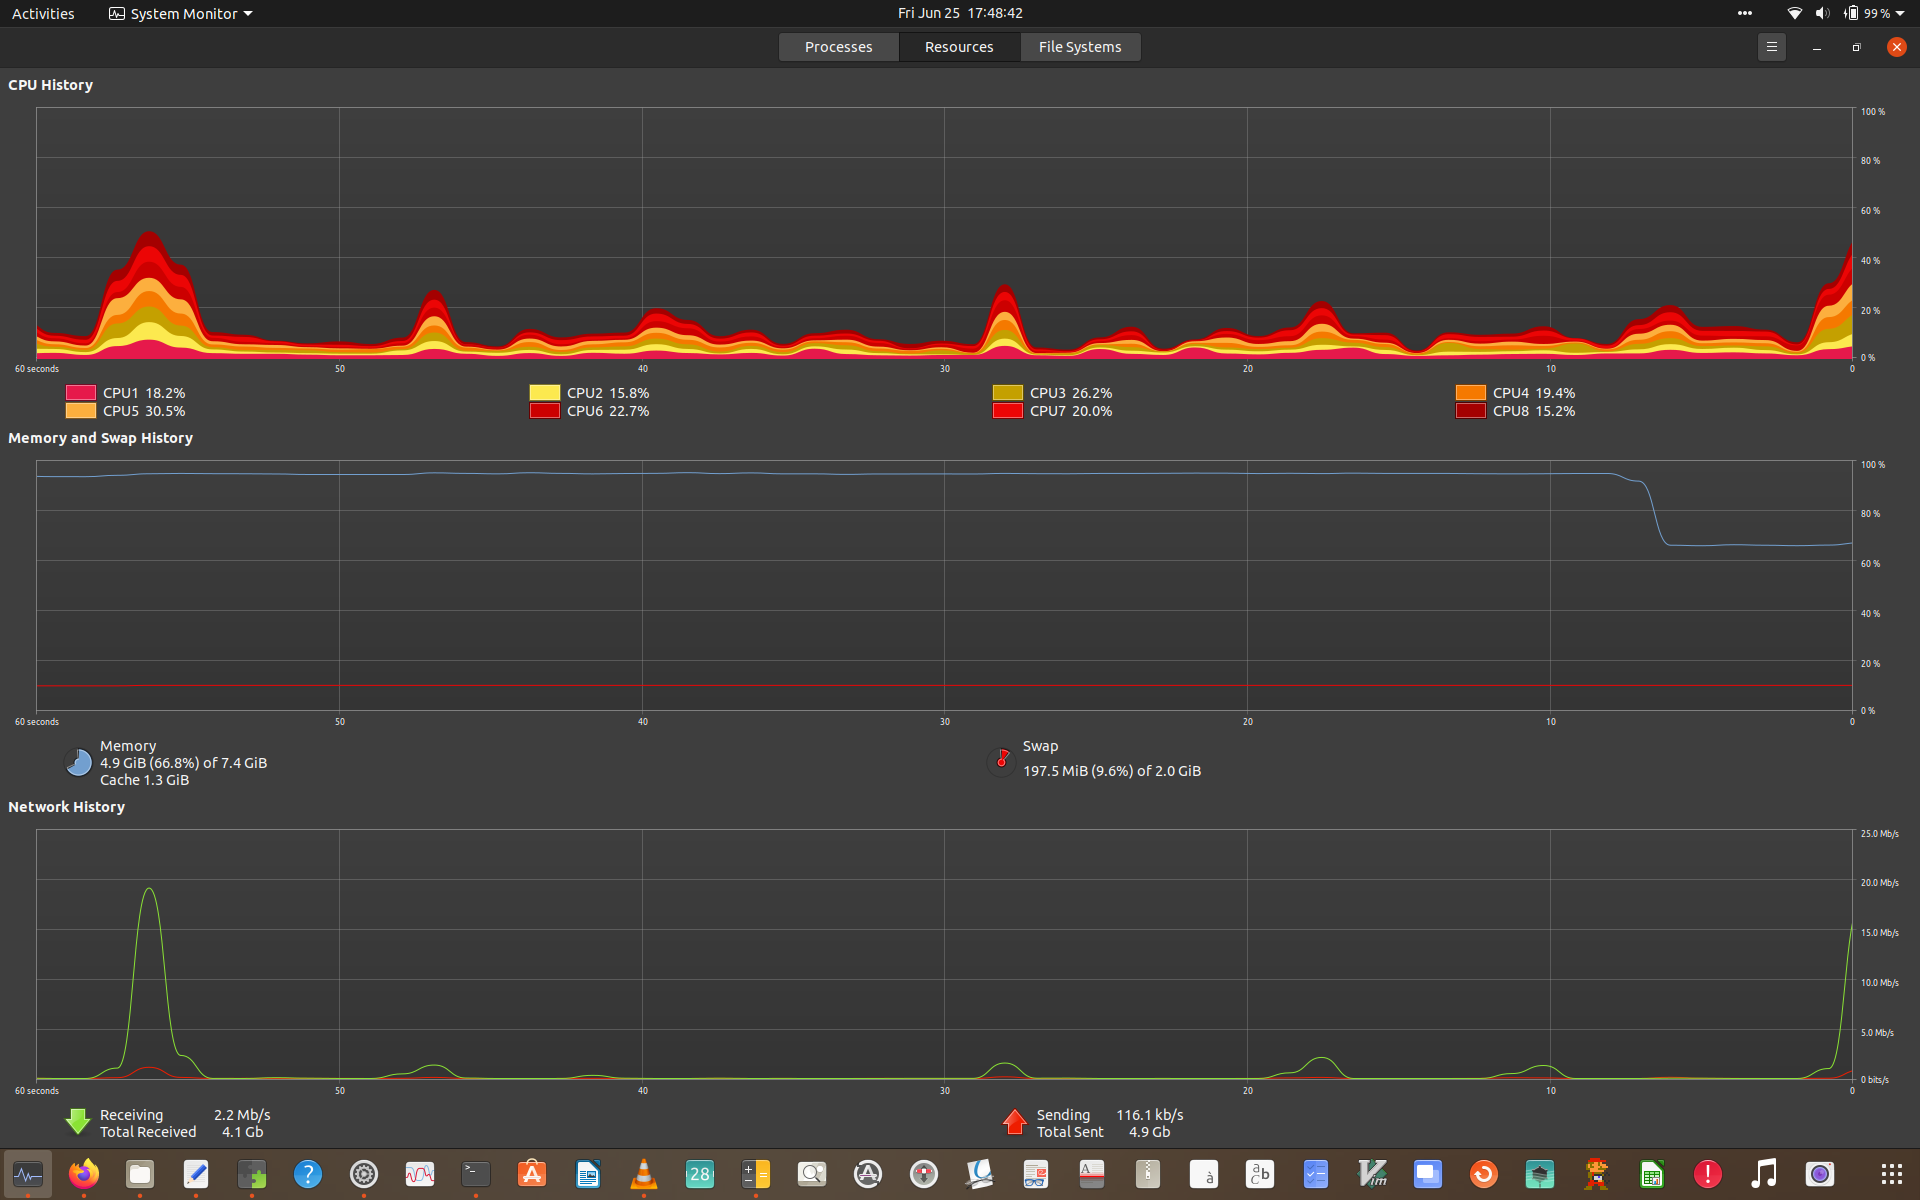 Activities System Monitor Fri Jun 25 17:48:42 99 %
Processes Resources File Systems
CPU History
100 %
80 %
60 %
40 %
20 %
0 %
60 seconds 50 40 30 20 10 0
CPU1 18.2% CPU2 15.8% CPU3 26.2% CPU4 19.4%
CPU5 30.5% CPU6 22.7% CPU7 20.0% CPU8 15.2%
Memory and Swap History
100 %
80 %
60 %
40 %
20 %
0 %
60 seconds 50 40 30 20 10 0
Memory
4.9 GiB (66.8%) of 7.4 GiB
Cache 1.3 GiB
Swap
197.5 MiB (9.6%) of 2.0 GiB
Network History
25.0 Mb/s
20.0 Mb/s
15.0 Mb/s
10.0 Mb/s
5.0 Mb/s
0 bits/s
60 seconds 50 40 30 20 10 0
Receiving 2.2 Mb/s
Total Received 4.1 Gb
Sending 116.1 kb/s
Total Sent 4.9 Gb
28
à
a b c
Vim